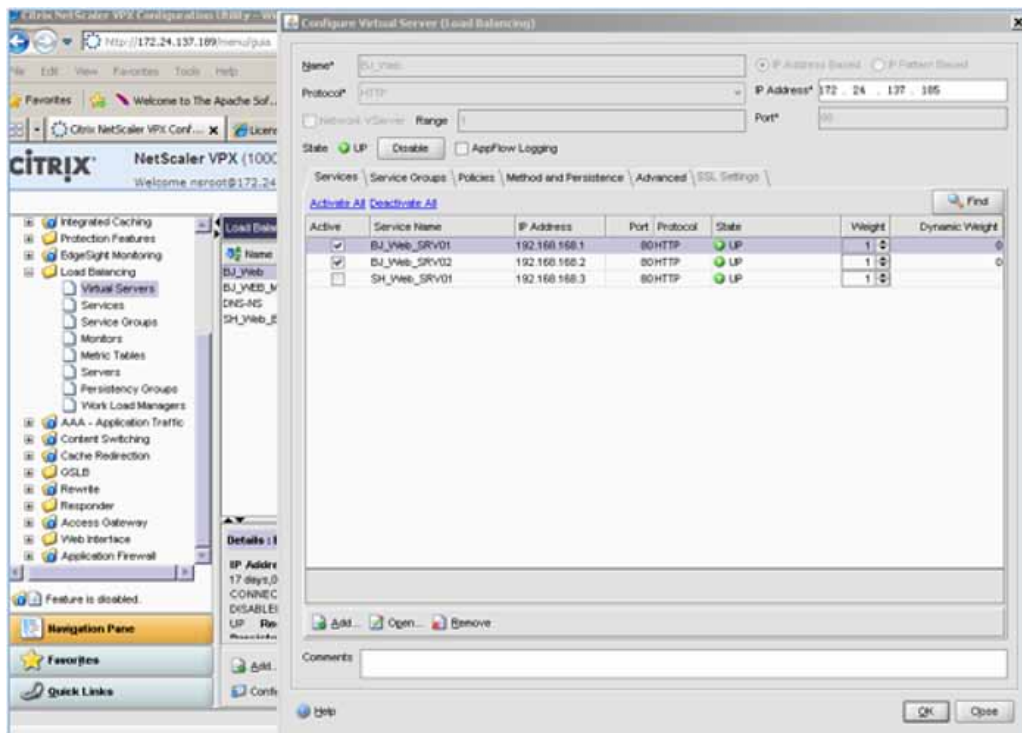 Citrix NetScaler VPX Configuration Utility - Wi
Configure Virtual Server (Load Balancing)
http://172.24.137.189/menu/guis
File Edit View Favorites Tools Help
Favorites Welcome to The Apache Sof...
Citrix NetScaler VPX Conf... X Licen
CITRIX NetScaler VPX (1000
Welcome nsroot@172.24
Integrated Caching
Protection Features
EdgeSight Monitoring
Load Balancing
Virtual Servers
Services
Service Groups
Monitors
Metric Tables
Servers
Persistency Groups
Work Load Managers
AAA - Application Traffic
Content Switching
Cache Redirection
GSLB
Rewrite
Responder
Access Gateway
Web Interface
Application Firewall
Feature is disabled.
Navigation Pane
Favorites
Quick Links
Load Bala
Name
BJ_Web
BJ_WEB_M
DNS-NS
SH_Web_B
Details :
IP Addre
17 days,0
CONNEC
DISABLE
UP Re
Add..
Confi
Name* BJ_Web IP Address Based IP Pattern Based
Protocol* HTTP IP Address* 172 . 24 . 137 . 185
Network VServer Range 1 Port* 80
State UP Disable AppFlow Logging
Services Service Groups Policies Method and Persistence Advanced SSL Settings
Activate All Deactivate All Find
Active Service Name IP Address Port Protocol State Weight Dynamic Weight
BJ_Web_SRV01 192.168.168.1 80 HTTP UP 1 0
BJ_Web_SRV02 192.168.168.2 80 HTTP UP 1 0
SH_Web_SRV01 192.168.168.3 80 HTTP UP 1
Add... Open... Remove
Comments
Help OK Close